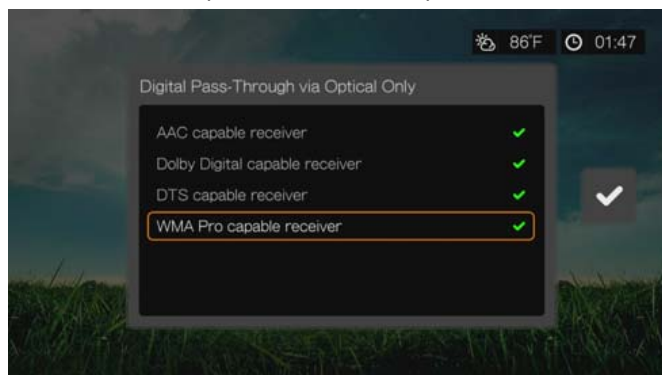 86°F 01:47
Digital Pass-Through via Optical Only
AAC capable receiver
Dolby Digital capable receiver
DTS capable receiver
WMA Pro capable receiver